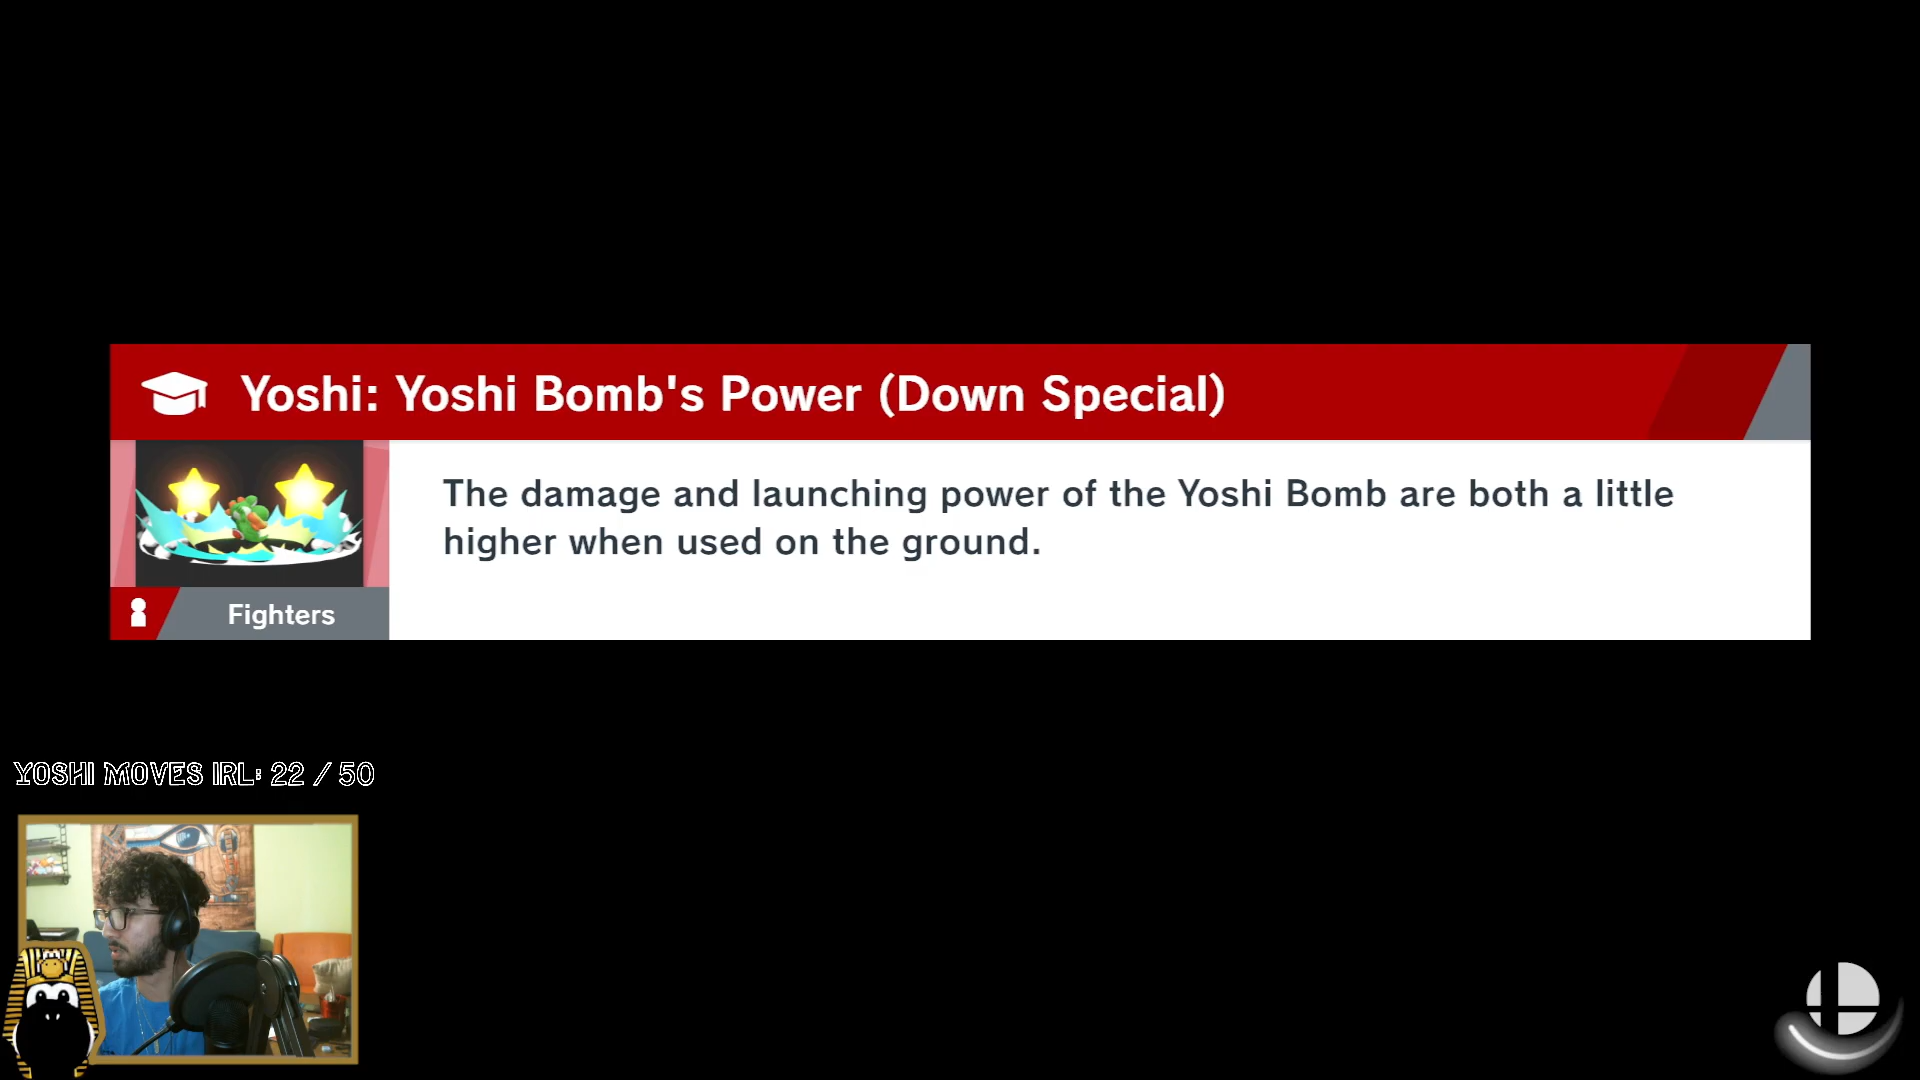 Yoshi: Yoshi Bomb's Power (Down Special)
The damage and launching power of the Yoshi Bomb are both a little
higher when used on the ground.
Fighters
YOSHI MOVES IRL: 22 / 50